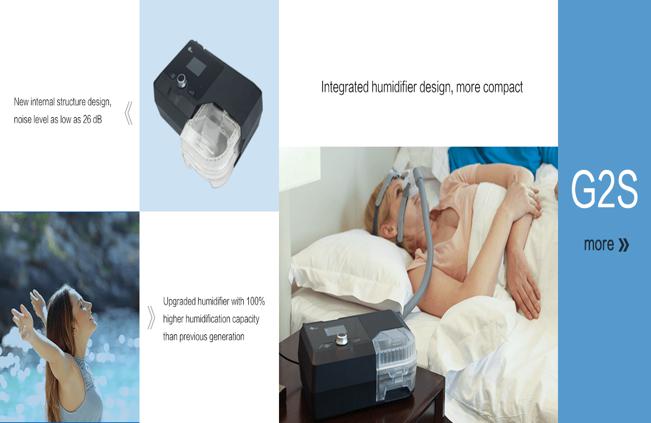 New internal structure design,
noise level as low as 26 dB
Integrated humidifier design, more compact
G2S
more »
Upgraded humidifier with 100%
higher humidification capacity
than previous generation